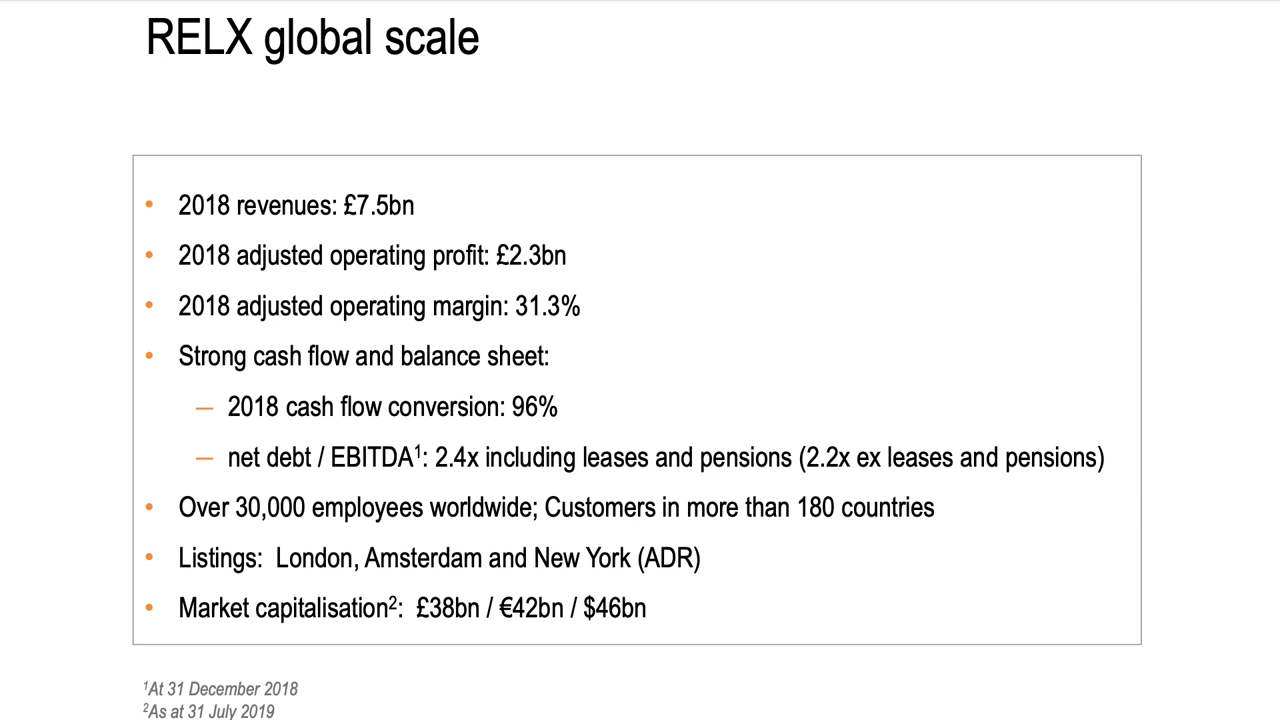 RELX global scale
• 2018 revenues: £7.5bn
• 2018 adjusted operating profit: £2.3bn
• 2018 adjusted operating margin: 31.3%
• Strong cash flow and balance sheet:
— 2018 cash flow conversion: 96%
— net debt / EBITDA¹: 2.4x including leases and pensions (2.2x ex leases and pensions)
• Over 30,000 employees worldwide; Customers in more than 180 countries
• Listings:  London, Amsterdam and New York (ADR)
• Market capitalisation²:  £38bn / €42bn / $46bn
¹At 31 December 2018
²As at 31 July 2019